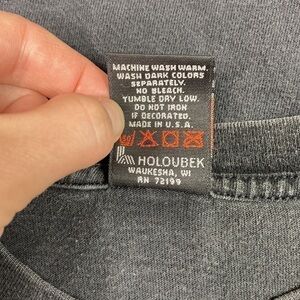 MACHINE WASH WARM.
WASH DARK COLORS
SEPARATELY.
NO BLEACH.
TUMBLE DRY LOW.
DO NOT IRON
IF DECORATED.
MADE IN U.S.A.
HOLOUBEK
WAUKESHA, WI
RN 72199